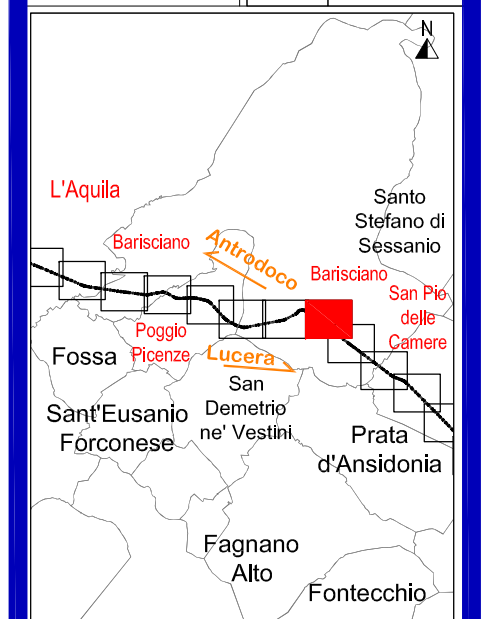 N
L'Aquila
Santo
Stefano di
Sessanio
Barisciano
Antrodoco
Barisciano
San Pio
delle
Camere
Poggio
Picenze
Fossa
Lucera
San
Demetrio
ne' Vestini
Sant'Eusanio
Forconese
Prata
d'Ansidonia
Fagnano
Alto
Fontecchio